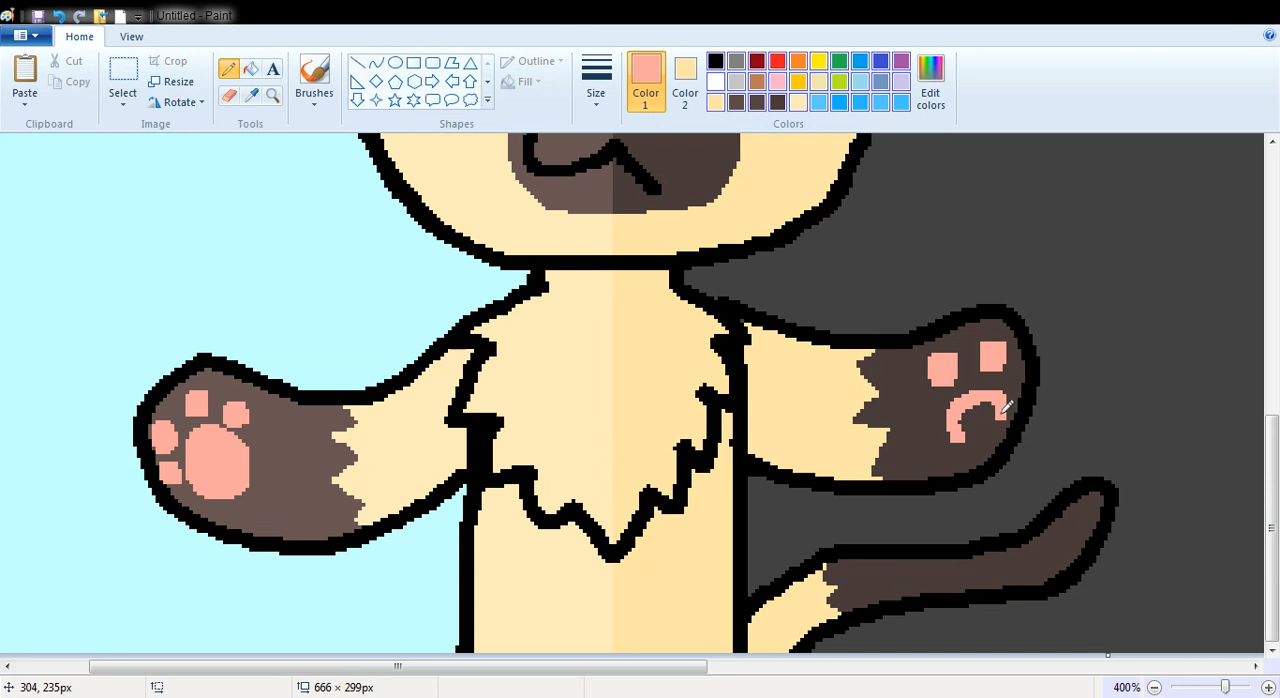 Untitled - Paint
Home View
Paste
Cut
Copy
Clipboard
Select
Crop
Resize
Rotate
Image
A
Tools
Brushes
Shapes
Outline
Fill
Size
Color 1
Color 2
Edit colors
Colors
304, 235px
666 × 299px
400%